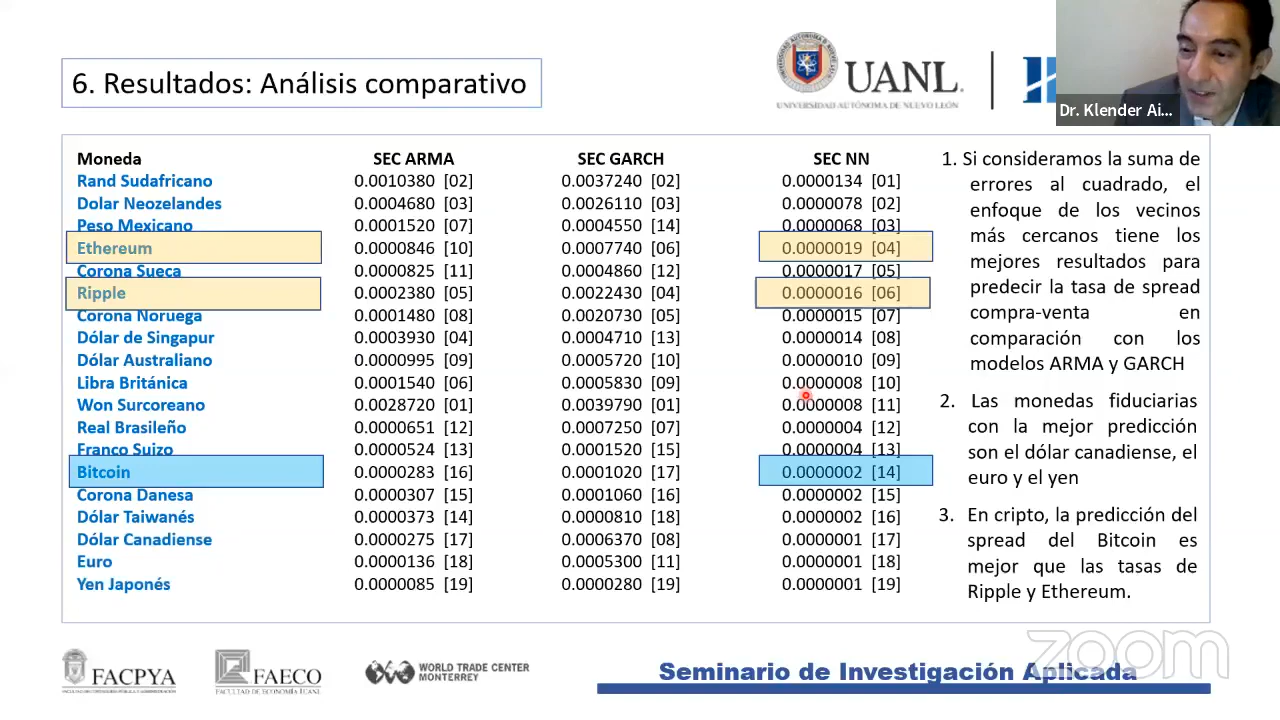 6. Resultados: Análisis comparativo
UANL
UNIVERSIDAD AUTÓNOMA DE NUEVO LEÓN
Dr. Klender Ai...
Moneda SEC ARMA SEC GARCH SEC NN
Rand Sudafricano 0.0010380 [02] 0.0037240 [02] 0.0000134 [01]
Dolar Neozelandes 0.0004680 [03] 0.0026110 [03] 0.0000078 [02]
Peso Mexicano 0.0001520 [07] 0.0004550 [14] 0.0000068 [03]
Ethereum 0.0000846 [10] 0.0007740 [06] 0.0000019 [04]
Corona Sueca 0.0000825 [11] 0.0004860 [12] 0.0000017 [05]
Ripple 0.0002380 [05] 0.0022430 [04] 0.0000016 [06]
Corona Noruega 0.0001480 [08] 0.0020730 [05] 0.0000015 [07]
Dólar de Singapur 0.0003930 [04] 0.0004710 [13] 0.0000014 [08]
Dólar Australiano 0.0000995 [09] 0.0005720 [10] 0.0000010 [09]
Libra Británica 0.0001540 [06] 0.0005830 [09] 0.0000008 [10]
Won Surcoreano 0.0028720 [01] 0.0039790 [01] 0.0000008 [11]
Real Brasileño 0.0000651 [12] 0.0007250 [07] 0.0000004 [12]
Franco Suizo 0.0000524 [13] 0.0001520 [15] 0.0000004 [13]
Bitcoin 0.0000283 [16] 0.0001020 [17] 0.0000002 [14]
Corona Danesa 0.0000307 [15] 0.0001060 [16] 0.0000002 [15]
Dólar Taiwanés 0.0000373 [14] 0.0000810 [18] 0.0000002 [16]
Dólar Canadiense 0.0000275 [17] 0.0006370 [08] 0.0000001 [17]
Euro 0.0000136 [18] 0.0005300 [11] 0.0000001 [18]
Yen Japonés 0.0000085 [19] 0.0000280 [19] 0.0000001 [19]
1. Si consideramos la suma de
errores al cuadrado, el
enfoque de los vecinos
más cercanos tiene los
mejores resultados para
predecir la tasa de spread
compra-venta en
comparación con los
modelos ARMA y GARCH
2. Las monedas fiduciarias
con la mejor predicción
son el dólar canadiense, el
euro y el yen
3. En cripto, la predicción del
spread del Bitcoin es
mejor que las tasas de
Ripple y Ethereum.
FACPYA
FAECO
FACULTAD DE ECONOMÍA UANL
WORLD TRADE CENTER
MONTERREY
Seminario de Investigación Aplicada
zoom